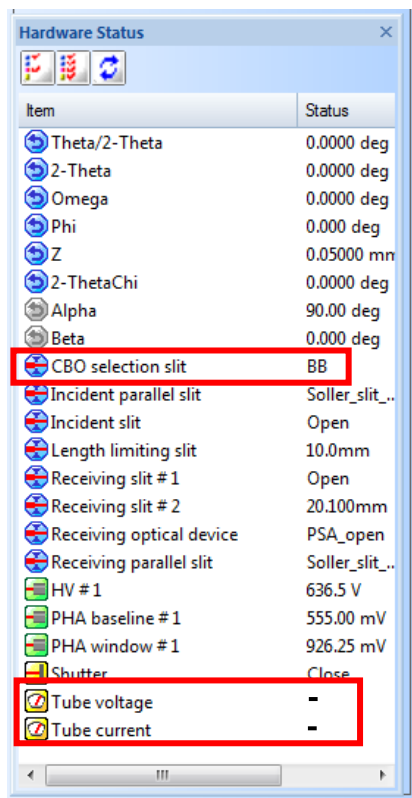 Hardware Status
Item Status
Theta/2-Theta 0.0000 deg
2-Theta 0.0000 deg
Omega 0.0000 deg
Phi 0.000 deg
Z 0.05000 mm
2-ThetaChi 0.0000 deg
Alpha 90.00 deg
Beta 0.000 deg
CBO selection slit BB
Incident parallel slit Soller_slit_...
Incident slit Open
Length limiting slit 10.0mm
Receiving slit #1 Open
Receiving slit #2 20.100mm
Receiving optical device PSA_open
Receiving parallel slit Soller_slit_...
HV #1 636.5 V
PHA baseline #1 555.00 mV
PHA window #1 926.25 mV
Shutter Close
Tube voltage -
Tube current -